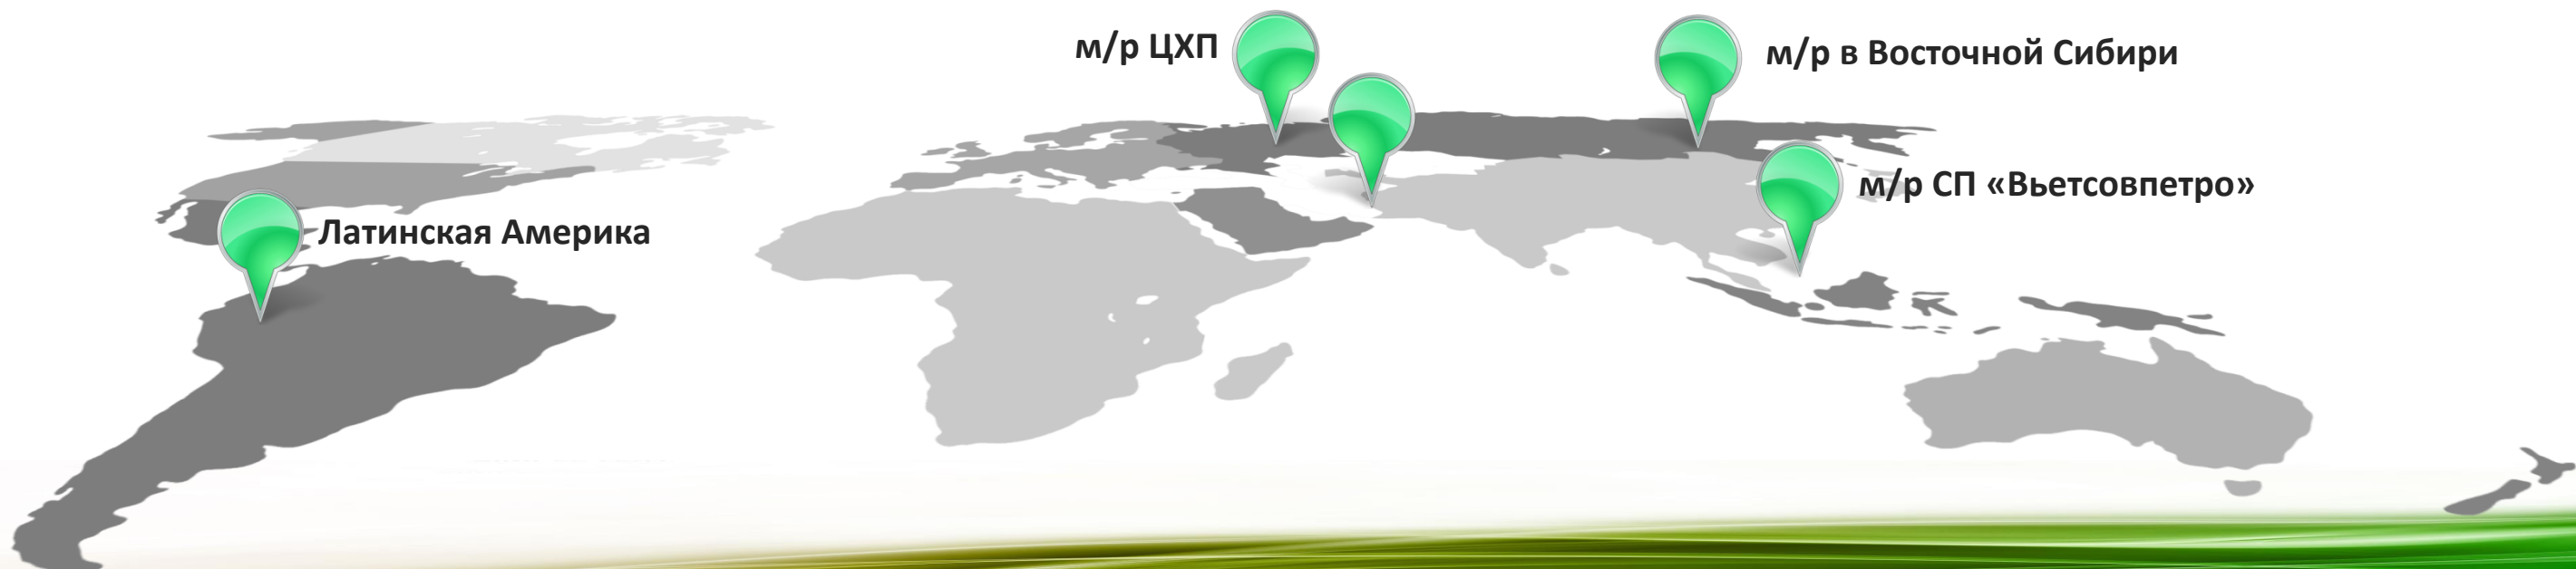 м/р ЦХП
м/р в Восточной Сибири
м/р СП «Вьетсовпетро»
Латинская Америка